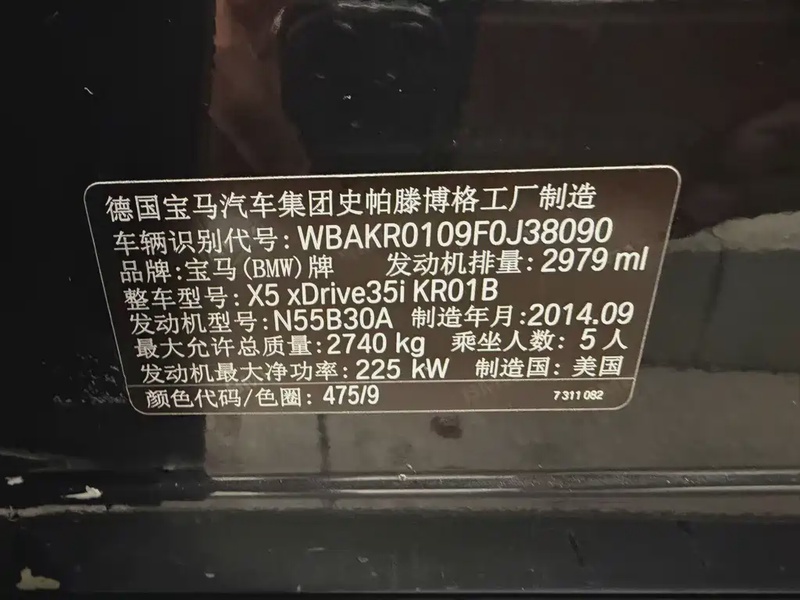 德国宝马汽车集团史帕滕博格工厂制造
车辆识别代号: WBAKR0109F0J38090
品牌: 宝马(BMW)牌 发动机排量: 2979 ml
整车型号: X5 xDrive35i KR01B
发动机型号: N55B30A 制造年月: 2014.09
最大允许总质量: 2740 kg 乘坐人数: 5人
发动机最大净功率: 225 kW 制造国: 美国
颜色代码/色圈: 475/9 7 311 082